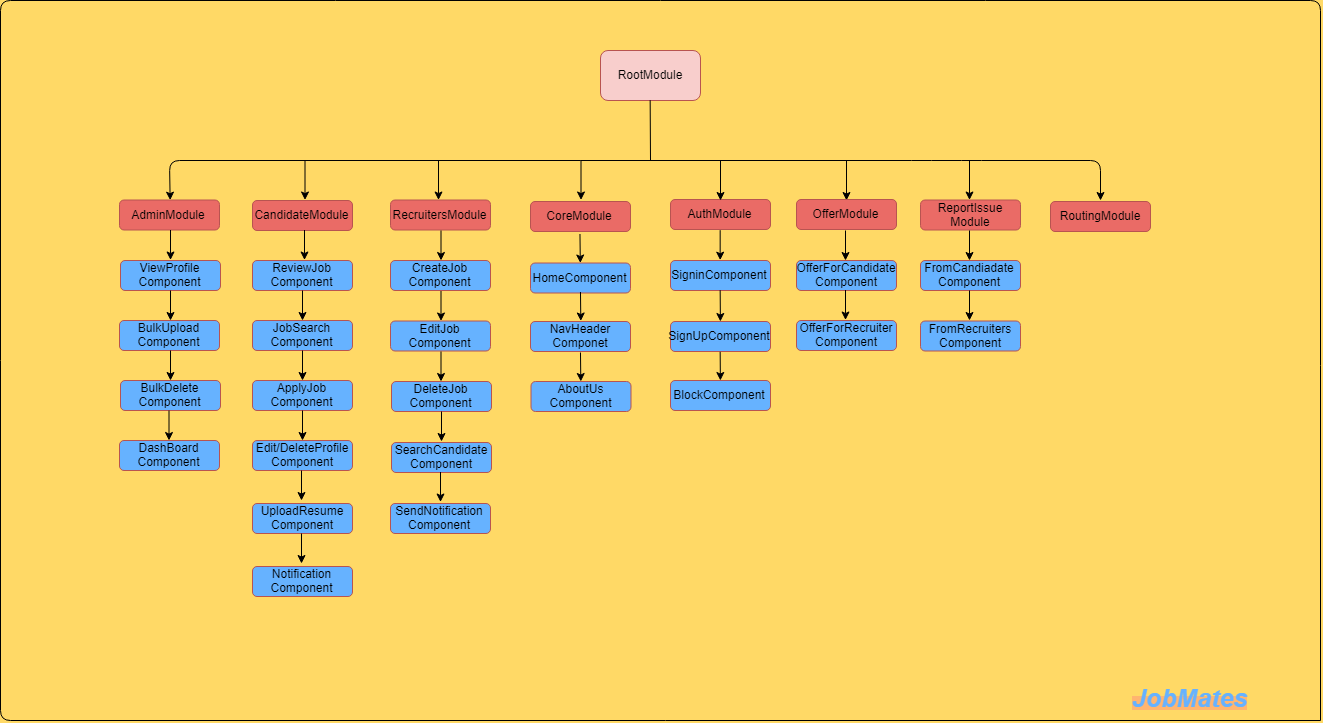 RootModule
AdminModule
CandidateModule
RecruitersModule
CoreModule
AuthModule
OfferModule
ReportIssue
Module
RoutingModule
ViewProfile
Component
BulkUpload
Component
BulkDelete
Component
DashBoard
Component
ReviewJob
Component
JobSearch
Component
ApplyJob
Component
Edit/DeleteProfile
Component
UploadResume
Component
Notification
Component
CreateJob
Component
EditJob
Component
DeleteJob
Component
SearchCandidate
Component
SendNotification
Component
HomeComponent
NavHeader
Componet
AboutUs
Component
SigninComponent
SignUpComponent
BlockComponent
OfferForCandidate
Component
OfferForRecruiter
Component
FromCandiadate
Component
FromRecruiters
Component
JobMates